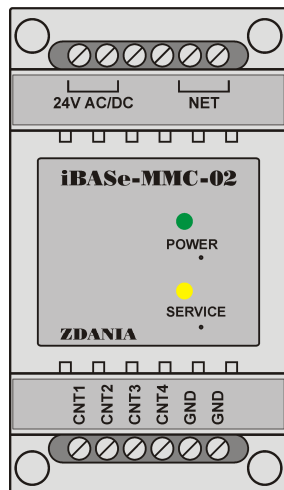 24V AC/DC NET
iBASe-MMC-02
POWER
SERVICE
ZDANIA
CNT1 CNT2 CNT3 CNT4 GND GND